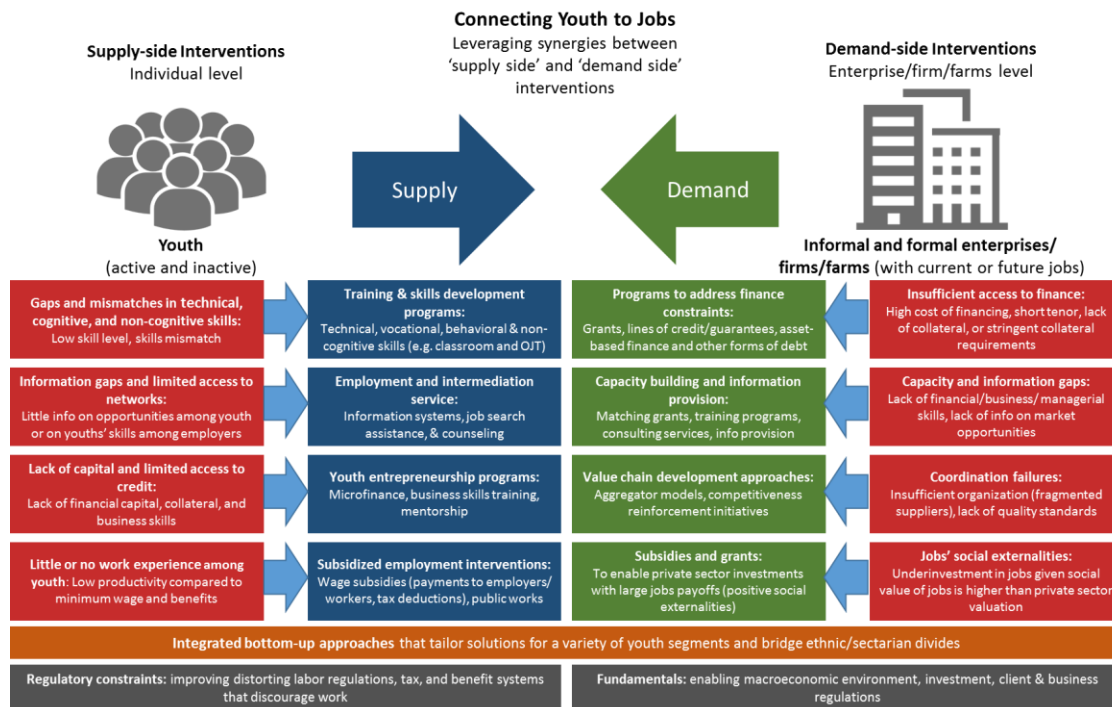 Connecting Youth to Jobs
Leveraging synergies between
'supply side' and 'demand side'
interventions
Supply-side Interventions
Individual level
Demand-side Interventions
Enterprise/firm/farms level
Supply
Demand
Youth
(active and inactive)
Informal and formal enterprises/
firms/farms (with current or future jobs)
Gaps and mismatches in technical,
cognitive, and non-cognitive skills:
Low skill level, skills mismatch
Training & skills development
programs:
Technical, vocational, behavioral & non-
cognitive skills (e.g. classroom and OJT)
Programs to address finance
constraints:
Grants, lines of credit/guarantees, asset-
based finance and other forms of debt
Insufficient access to finance:
High cost of financing, short tenor, lack
of collateral, or stringent collateral
requirements
Information gaps and limited access to
networks:
Little info on opportunities among youth
or on youths' skills among employers
Employment and intermediation
service:
Information systems, job search
assistance, & counseling
Capacity building and information
provision:
Matching grants, training programs,
consulting services, info provision
Capacity and information gaps:
Lack of financial/business/ managerial
skills, lack of info on market
opportunities
Lack of capital and limited access to
credit:
Lack of financial capital, collateral, and
business skills
Youth entrepreneurship programs:
Microfinance, business skills training,
mentorship
Value chain development approaches:
Aggregator models, competitiveness
reinforcement initiatives
Coordination failures:
Insufficient organization (fragmented
suppliers), lack of quality standards
Little or no work experience among
youth: Low productivity compared to
minimum wage and benefits
Subsidized employment interventions:
Wage subsidies (payments to employers/
workers, tax deductions), public works
Subsidies and grants:
To enable private sector investments
with large jobs payoffs (positive social
externalities)
Jobs' social externalities:
Underinvestment in jobs given social
value of jobs is higher than private sector
valuation
Integrated bottom-up approaches that tailor solutions for a variety of youth segments and bridge ethnic/sectarian divides
Regulatory constraints: improving distorting labor regulations, tax, and benefit systems
that discourage work
Fundamentals: enabling macroeconomic environment, investment, client & business
regulations